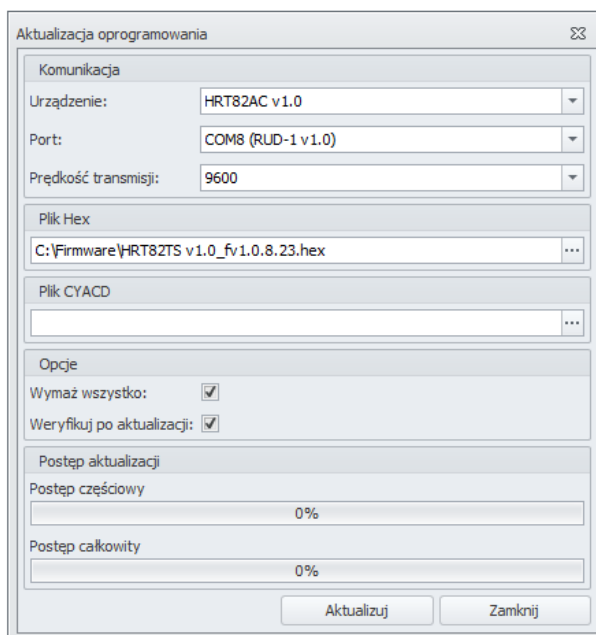 Aktualizacja oprogramowania
Komunikacja
Urządzenie: HRT82AC v1.0
Port: COM8 (RUD-1 v1.0)
Prędkość transmisji: 9600
Plik Hex
C:\Firmware\HRT82TS v1.0_fv1.0.8.23.hex ...
Plik CYACD
...
Opcje
Wymaż wszystko:
Weryfikuj po aktualizacji:
Postęp aktualizacji
Postęp częściowy
0%
Postęp całkowity
0%
Aktualizuj Zamknij